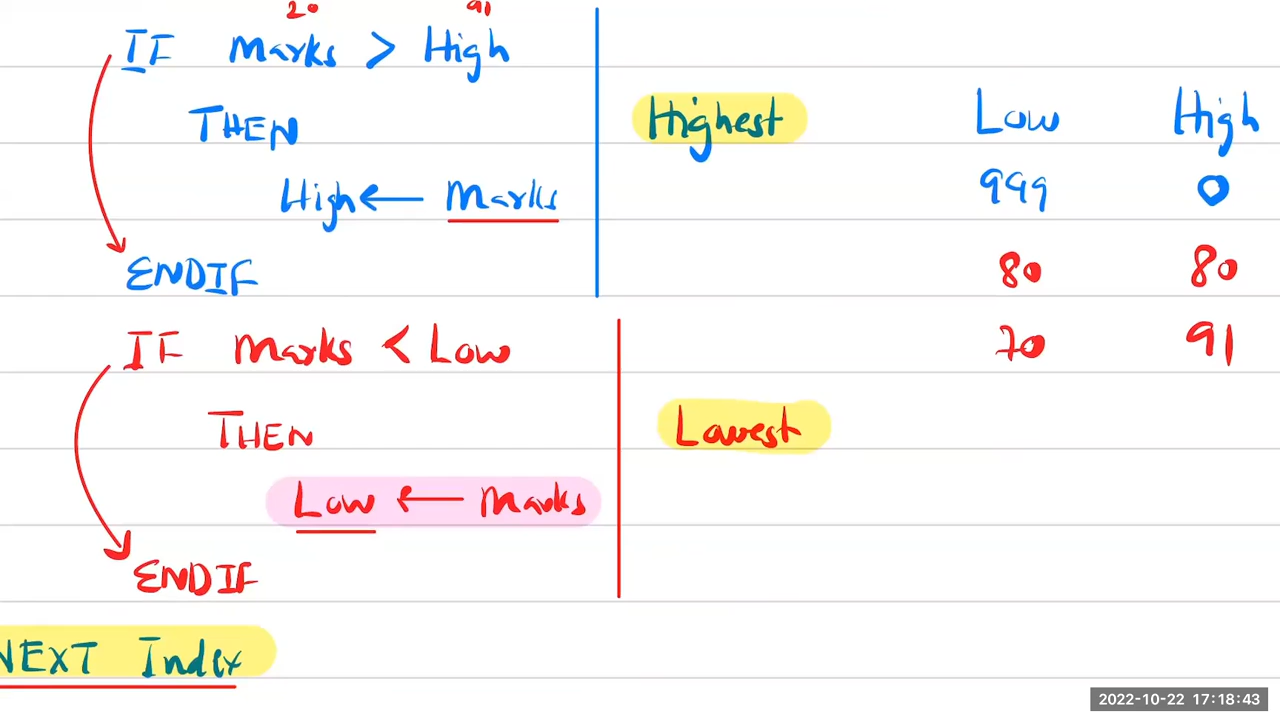 20 91
IF Marks > High
THEN
High ← Marks
ENDIF
Highest
Low High
999 0
80 80
70 91
IF Marks < Low
THEN
Low ← Marks
ENDIF
Lowest
NEXT Index
2022-10-22 17:18:43